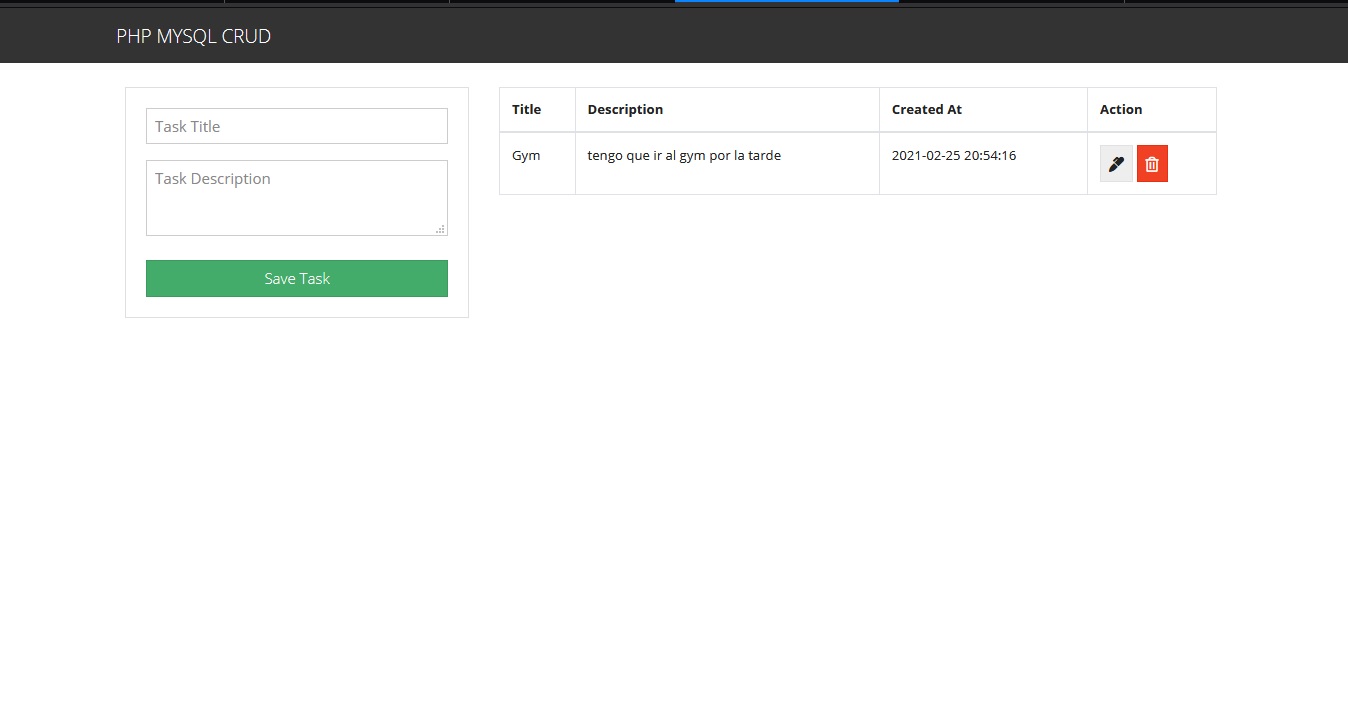 PHP MYSQL CRUD
Task Title
Task Description
Save Task
Title Description Created At Action
Gym tengo que ir al gym por la tarde 2021-02-25 20:54:16